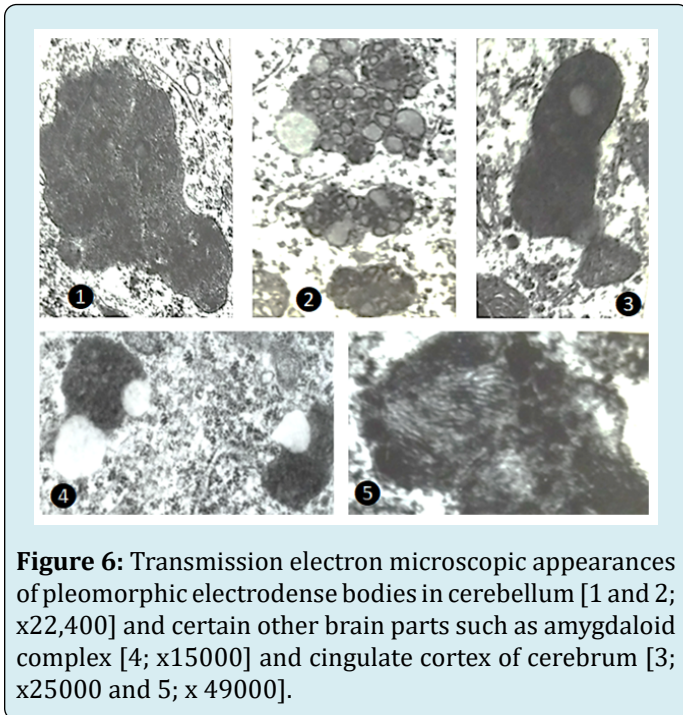 1
2
3
4
5
Figure 6: Transmission electron microscopic appearances
of pleomorphic electrodense bodies in cerebellum [1 and 2;
x22,400] and certain other brain parts such as amygdaloid
complex [4; x15000] and cingulate cortex of cerebrum [3;
x25000 and 5; x 49000].